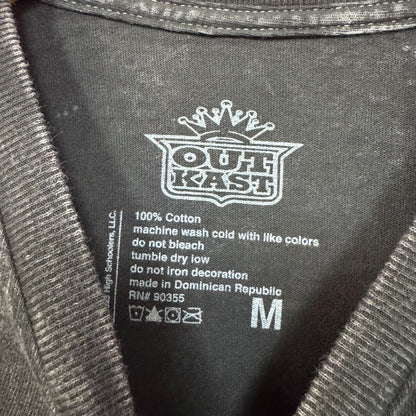 OUT
KAST
100% Cotton
machine wash cold with like colors
do not bleach
tumble dry low
do not iron decoration
made in Dominican Republic
RN# 90355
M
High Schoolers, LLC.